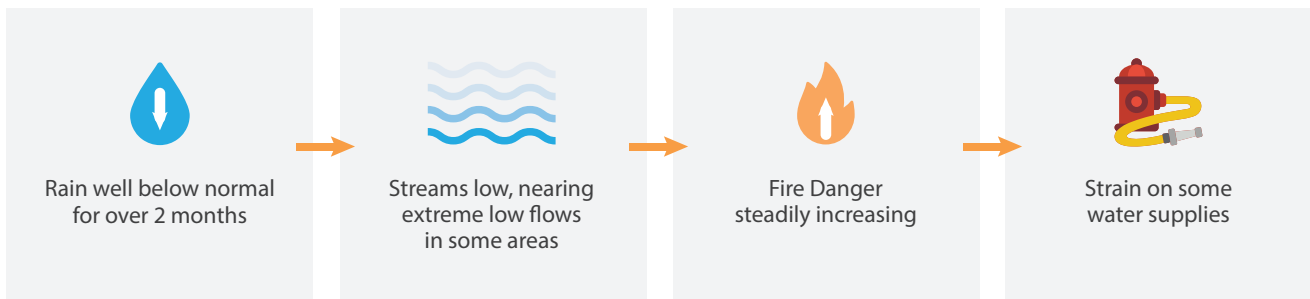 Rain well below normal
for over 2 months
Streams low, nearing
extreme low flows
in some areas
Fire Danger
steadily increasing
Strain on some
water supplies